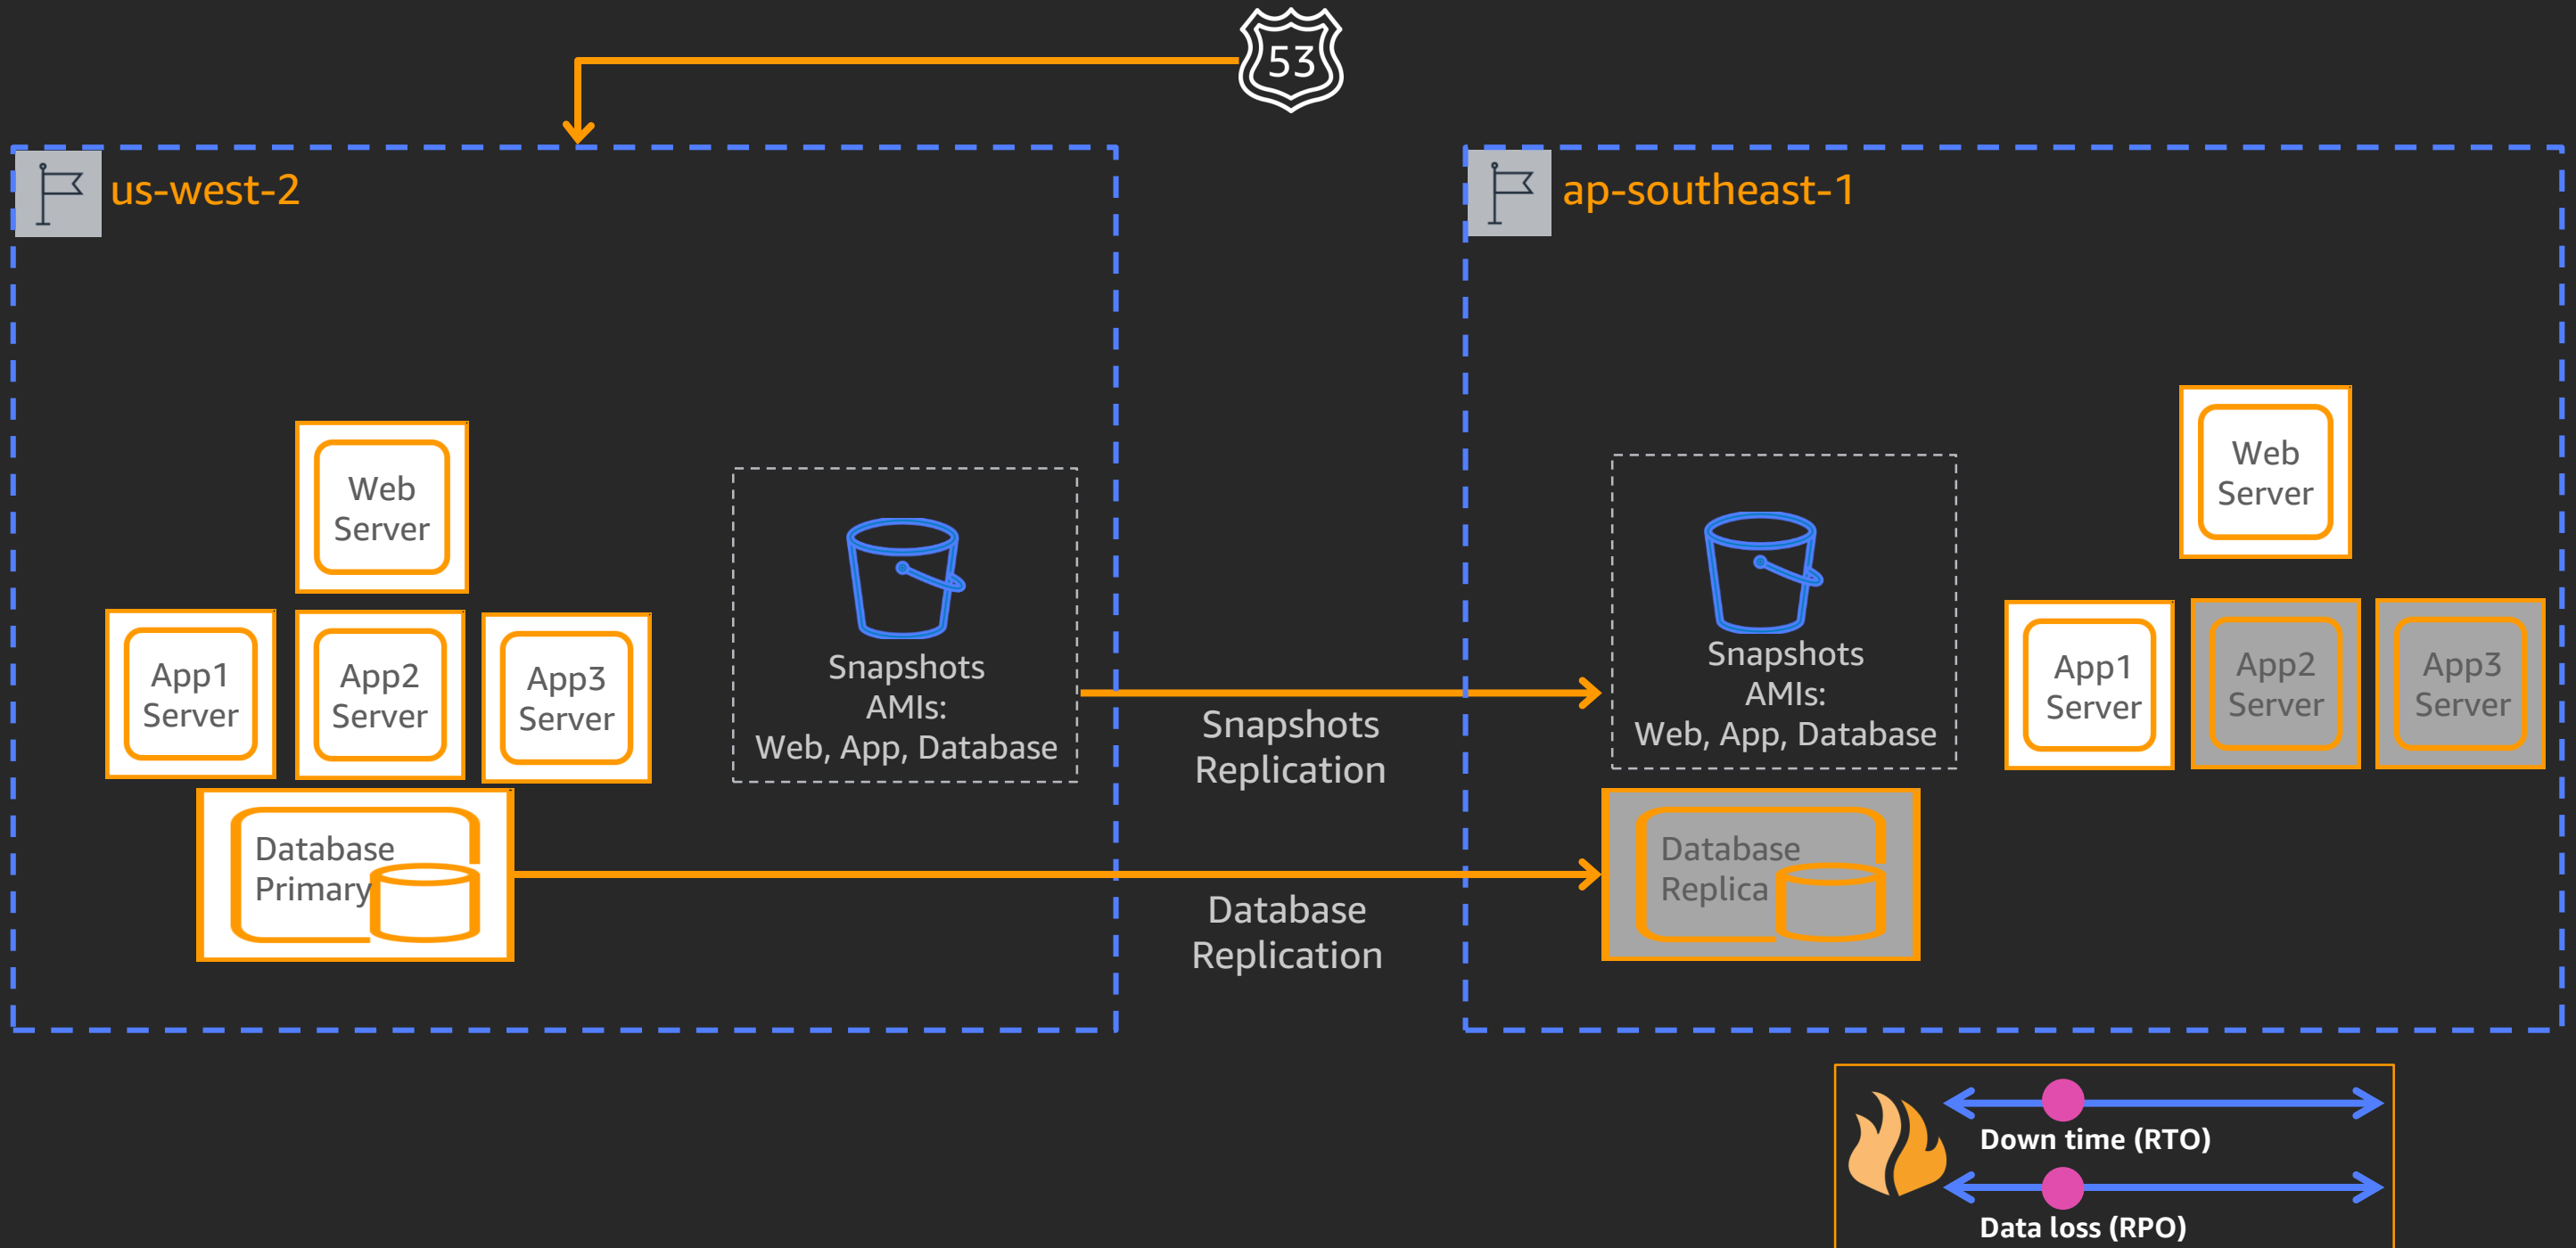 53
us-west-2
Web
Server
App1
Server
App2
Server
App3
Server
Database
Primary
Snapshots
AMIs:
Web, App, Database
Snapshots
Replication
Database
Replication
ap-southeast-1
Snapshots
AMIs:
Web, App, Database
Web
Server
App1
Server
App2
Server
App3
Server
Database
Replica
Down time (RTO)
Data loss (RPO)